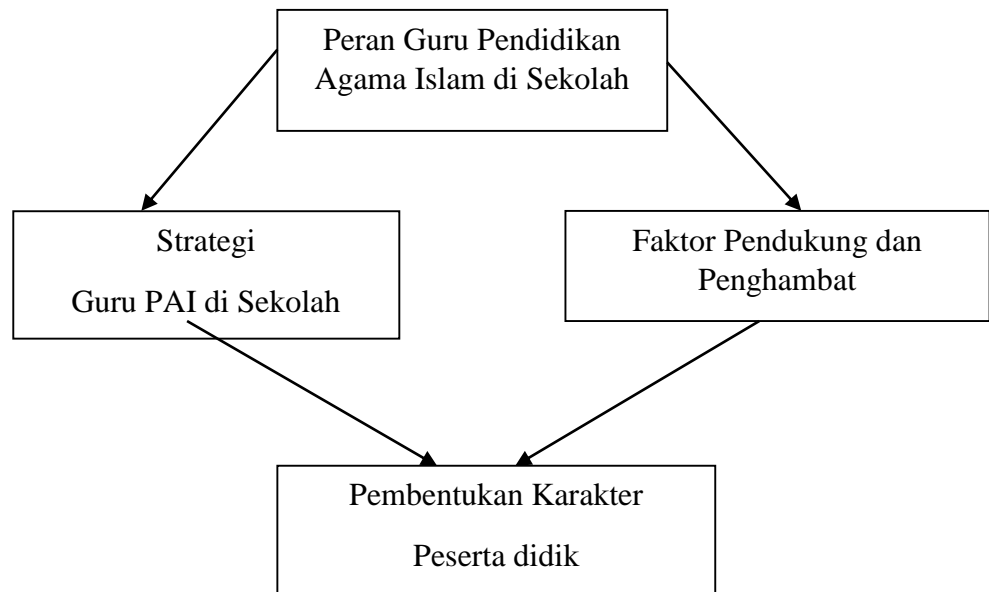 Peran Guru Pendidikan
Agama Islam di Sekolah
Strategi
Guru PAI di Sekolah
Faktor Pendukung dan
Penghambat
Pembentukan Karakter
Peserta didik